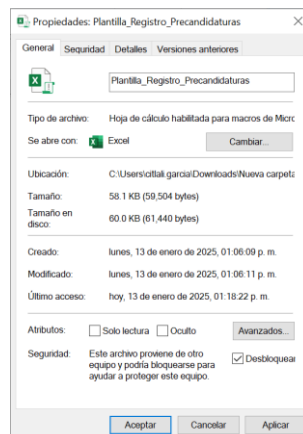 Propiedades: Plantilla_Registro_Precandidaturas
General Seguridad Detalles Versiones anteriores
Plantilla_Registro_Precandidaturas
Tipo de archivo: Hoja de cálculo habilitada para macros de Micro
Se abre con: Excel Cambiar...
Ubicación: C:\Users\citlali.garcia\Downloads\Nueva carpeta
Tamaño: 58.1 KB (59,504 bytes)
Tamaño en disco: 60.0 KB (61,440 bytes)
Creado: lunes, 13 de enero de 2025, 01:06:09 p. m.
Modificado: lunes, 13 de enero de 2025, 01:06:11 p. m.
Último acceso: hoy, 13 de enero de 2025, 01:18:22 p. m.
Atributos: Solo lectura Oculto Avanzados...
Seguridad: Este archivo proviene de otro
equipo y podría bloquearse para
ayudar a proteger este equipo.
Desbloquear
Aceptar Cancelar Aplicar